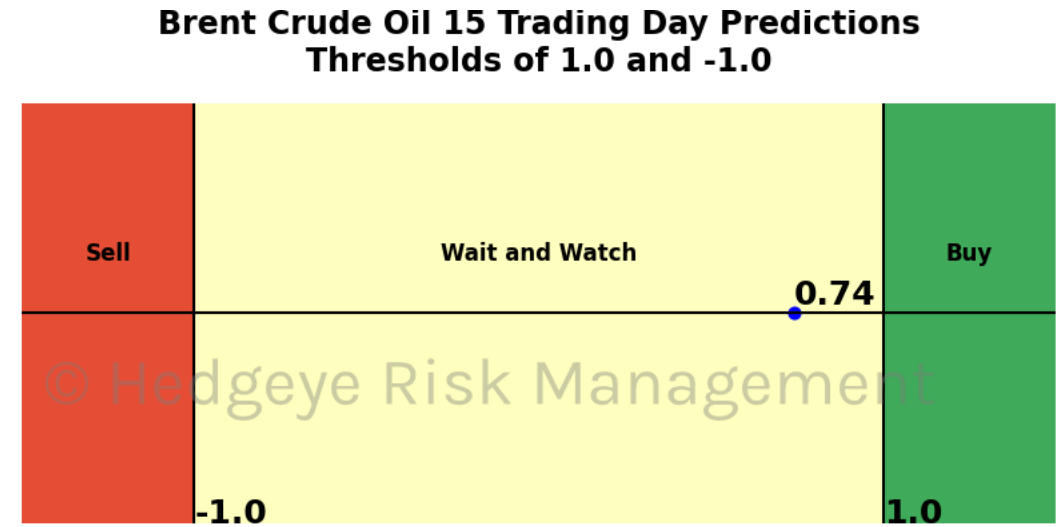 Brent Crude Oil 15 Trading Day Predictions
Thresholds of 1.0 and -1.0
Sell
Wait and Watch
Buy
0.74
© Hedgeye Risk Management
-1.0
1.0